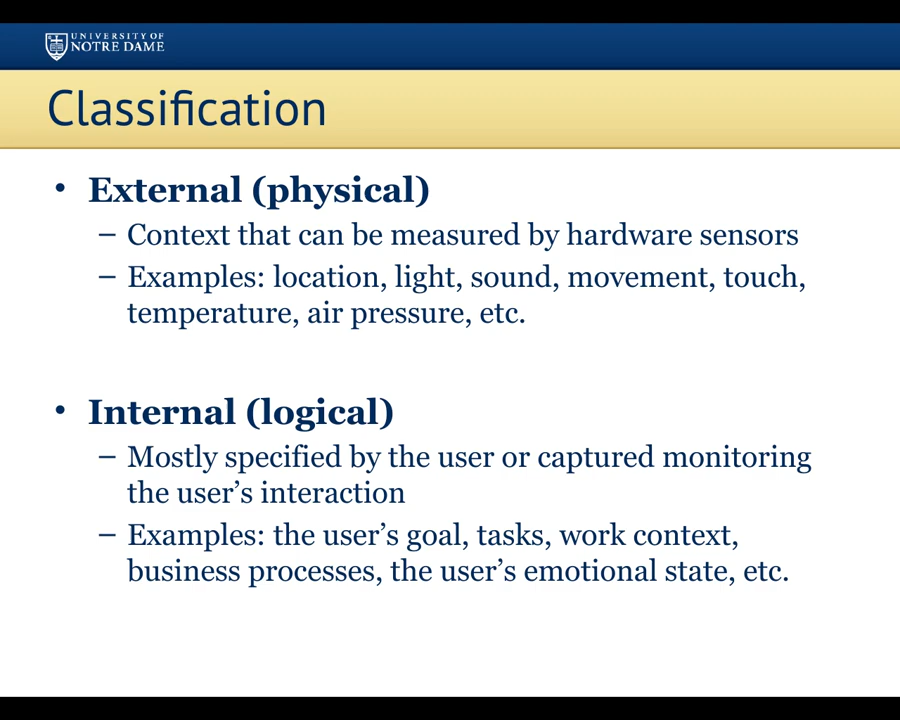 UNIVERSITY OF
NOTRE DAME
Classification
• External (physical)
– Context that can be measured by hardware sensors
– Examples: location, light, sound, movement, touch,
temperature, air pressure, etc.
• Internal (logical)
– Mostly specified by the user or captured monitoring
the user’s interaction
– Examples: the user’s goal, tasks, work context,
business processes, the user’s emotional state, etc.